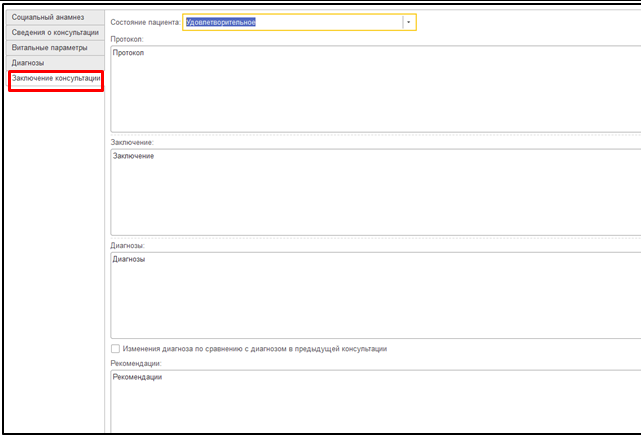 Социальный анамнез
Сведения о консультации
Витальные параметры
Диагнозы
Заключение консультации
Состояние пациента: Удовлетворительное
Протокол:
Протокол
Заключение:
Заключение
Диагнозы:
Диагнозы
Изменения диагноза по сравнению с диагнозом в предыдущей консультации
Рекомендации:
Рекомендации